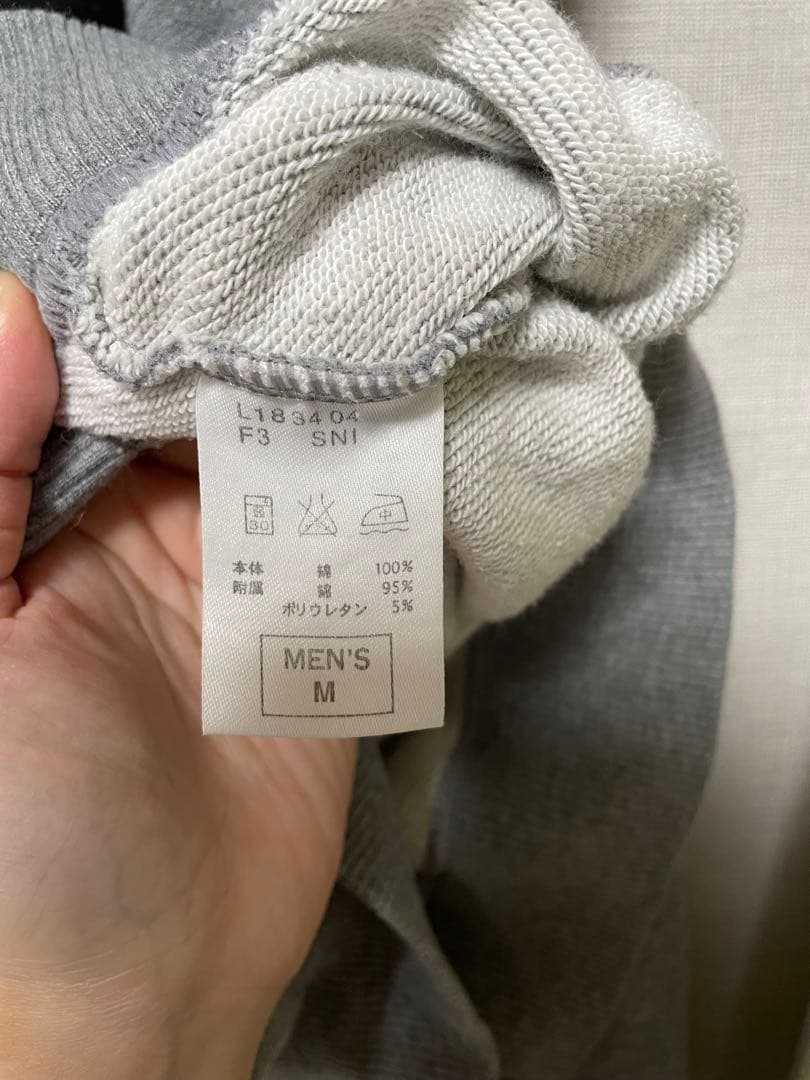 L183404
F3 SNI
弱
30
中
本体 綿 100%
附属 綿 95%
ポリウレタン 5%
MEN'S
M